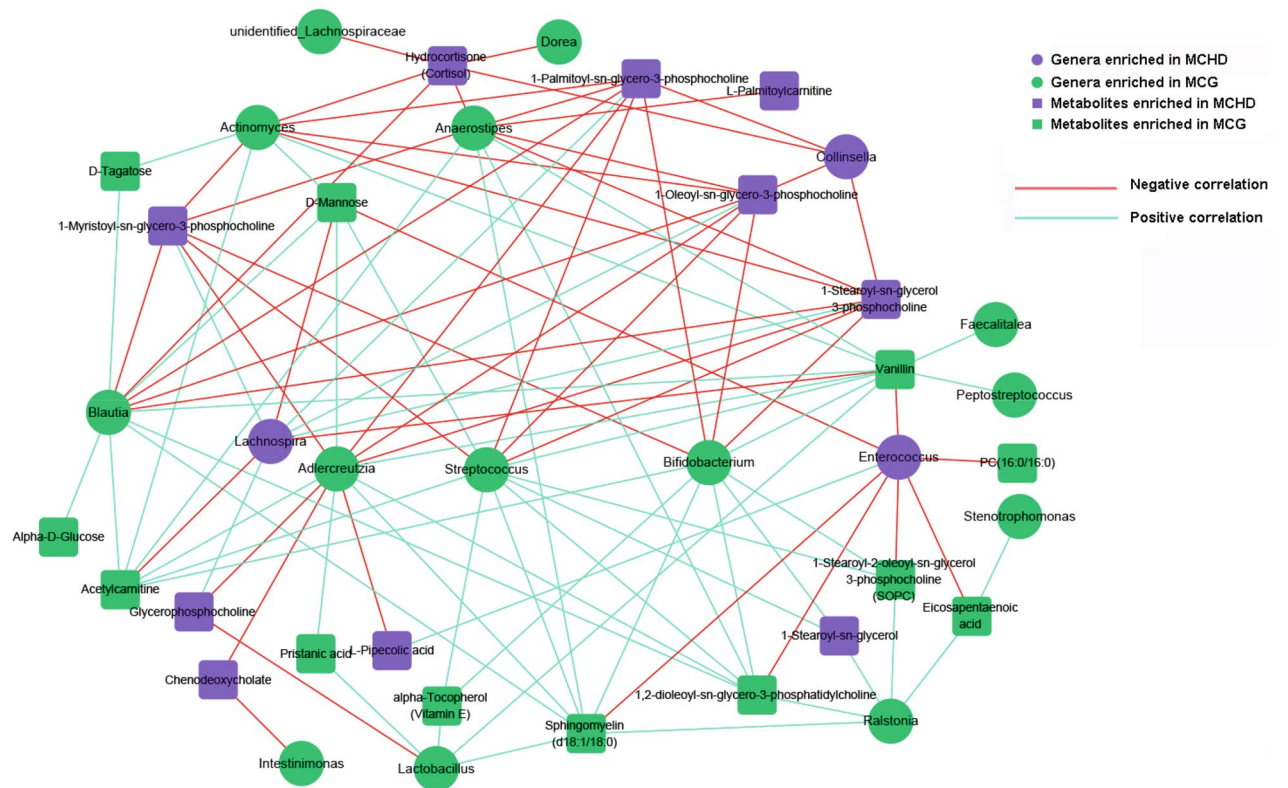 unidentified_Lachnospiraceae
Dorea
Hydrocortisone
(Cortisol)
1-Palmitoyl-sn-glycero-3-phosphocholine
L-Palmitoylcarnitine
Genera enriched in MCHD
Genera enriched in MCG
Metabolites enriched in MCHD
Metabolites enriched in MCG
Actinomyces
Anaerostipes
Collinsella
D-Tagatose
D-Mannose
1-Oleoyl-sn-glycero-3-phosphocholine
Negative correlation
Positive correlation
1-Myristoyl-sn-glycero-3-phosphocholine
1-Stearoyl-sn-glycerol
3-phosphocholine
Faecalitalea
Vanillin
Peptostreptococcus
Blautia
Lachnospira
Adlercreutzia
Streptococcus
Bifidobacterium
Enterococcus
PC(16:0/16:0)
Stenotrophomonas
Alpha-D-Glucose
Acetylcarnitine
1-Stearoyl-2-oleoyl-sn-glycerol
3-phosphocholine
(SOPC)
Glycerophosphocholine
Eicosapentaenoic
acid
Pristanic acid
L-Pipecolic acid
1-Stearoyl-sn-glycerol
Chenodeoxycholate
alpha-Tocopherol
(Vitamin E)
1,2-dioleoyl-sn-glycero-3-phosphatidylcholine
Sphingomyelin
(d18:1/18:0)
Ralstonia
Intestinimonas
Lactobacillus